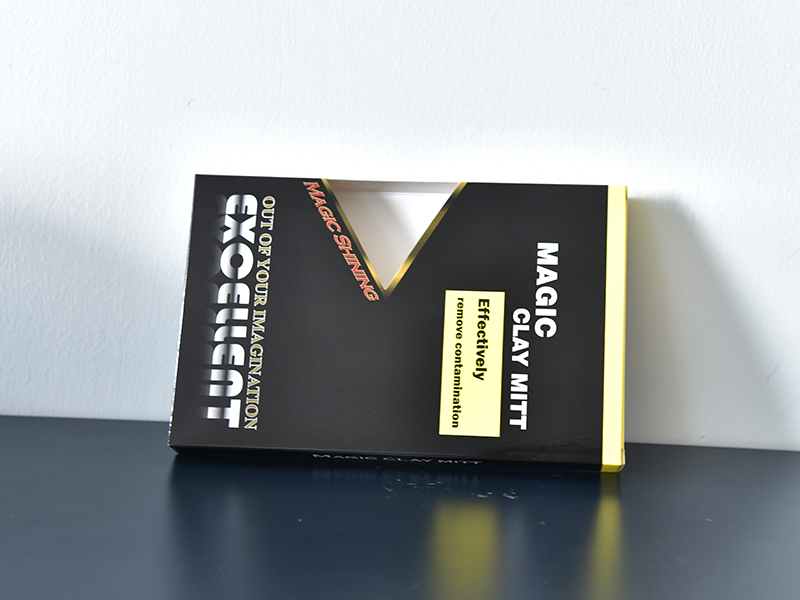 MAGIC
CLAY MITT
Effectively
remove contamination
MAGIC SHINING
OUT OF YOUR IMAGINATION
EXCELLENT
MAGIC CLAY MITT